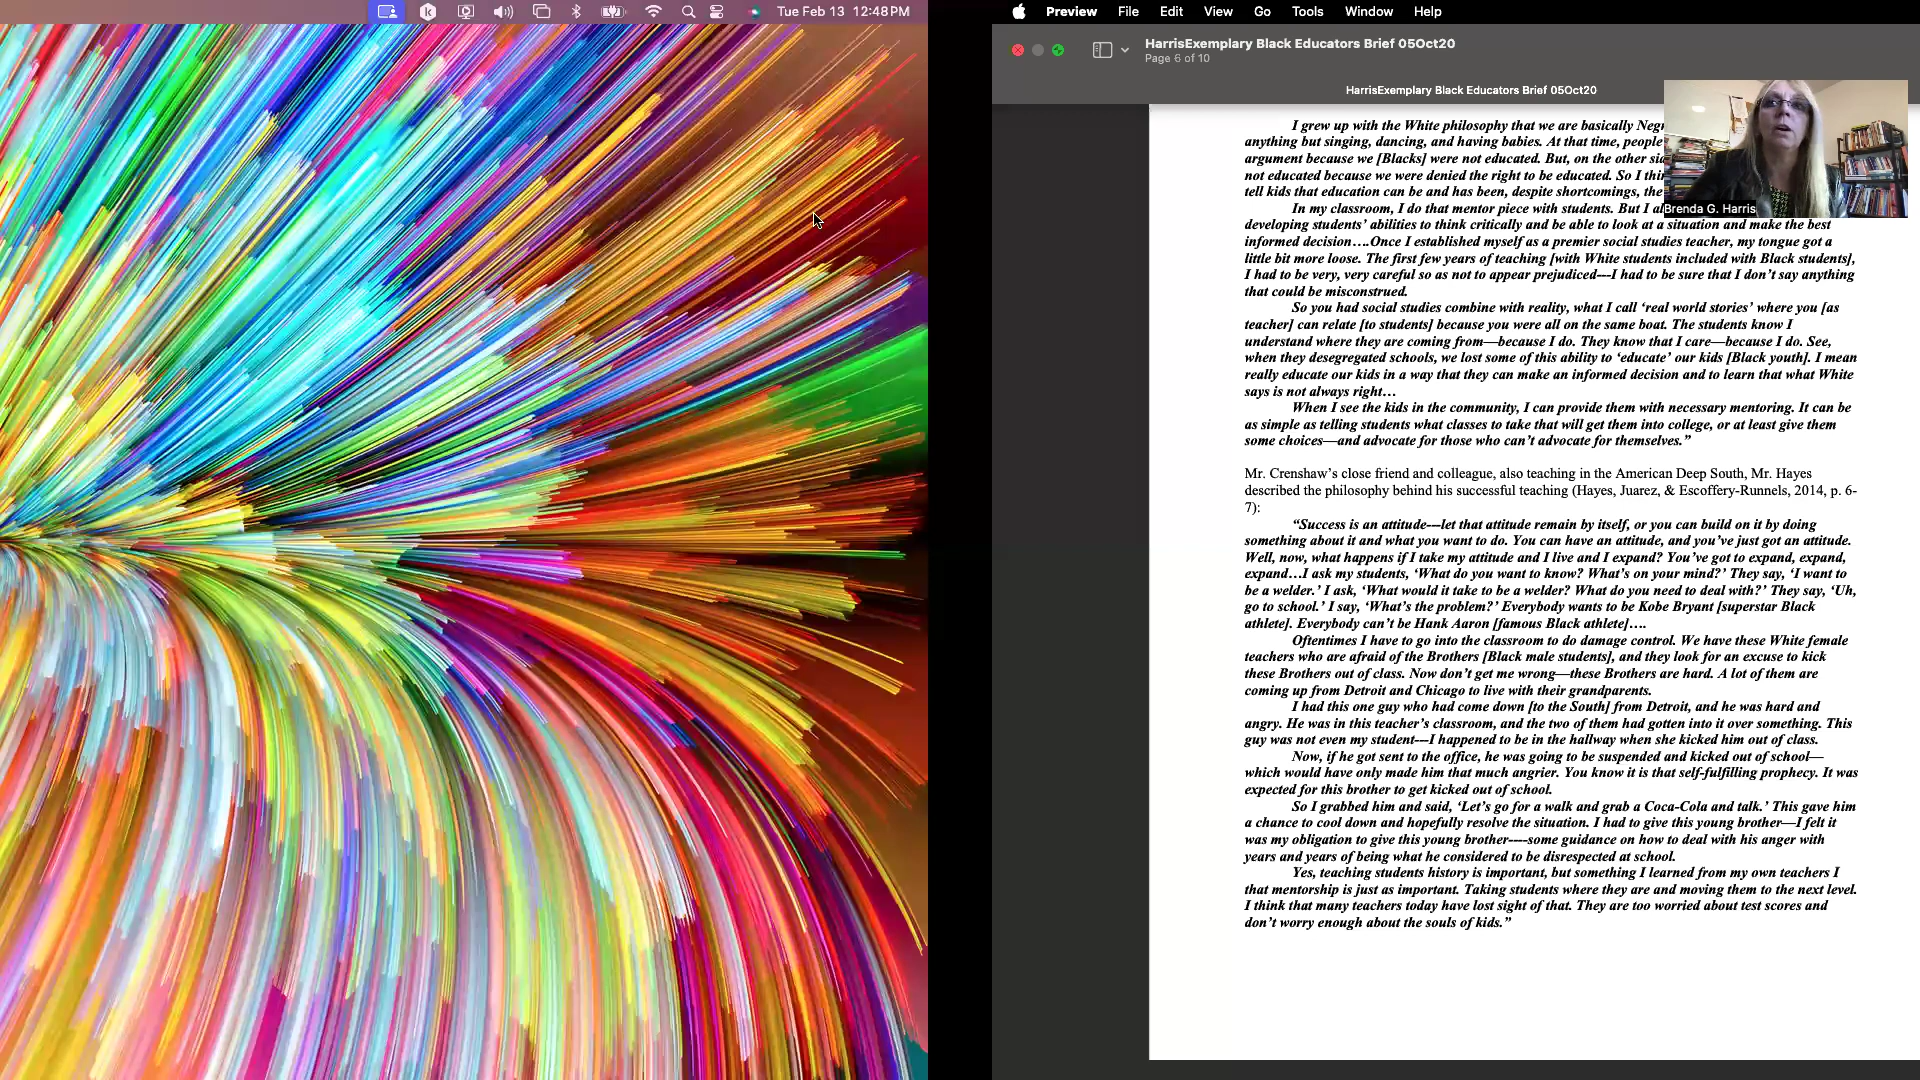 Tue Feb 13 12:48 PM
Preview File Edit View Go Tools Window Help
HarrisExemplary Black Educators Brief 05Oct20
Page 6 of 10
HarrisExemplary Black Educators Brief 05Oct20
Brenda G. Harris
I grew up with the White philosophy that we are basically
anything but singing, dancing, and having babies. At that time, people
argument because we [Blacks] were not educated. But, on the other
not educated because we were denied the right to be educated. So I
tell kids that education can be and has been, despite shortcomings, the
In my classroom, I do that mentor piece with students. But I
developing students’ abilities to think critically and be able to look at a situation and make the best
informed decision….Once I established myself as a premier social studies teacher, my tongue got a
little bit more loose. The first few years of teaching [with White students included with Black students],
I had to be very, very careful so as not to appear prejudiced---I had to be sure that I don’t say anything
that could be misconstrued.
So you had social studies combine with reality, what I call ‘real world stories’ where you [as
teacher] can relate [to students] because you were all on the same boat. The students know I
understand where they are coming from—because I do. They know that I care—because I do. See,
when they desegregated schools, we lost some of this ability to ‘educate’ our kids [Black youth]. I mean
really educate our kids in a way that they can make an informed decision and to learn that what White
says is not always right…
When I see the kids in the community, I can provide them with necessary mentoring. It can be
as simple as telling students what classes to take that will get them into college, or at least give them
some choices—and advocate for those who can’t advocate for themselves.”
Mr. Crenshaw’s close friend and colleague, also teaching in the American Deep South, Mr. Hayes
described the philosophy behind his successful teaching (Hayes, Juarez, & Escoffery-Runnels, 2014, p. 6-
7):
“Success is an attitude---let that attitude remain by itself, or you can build on it by doing
something about it and what you want to do. You can have an attitude, and you’ve just got an attitude.
Well, now, what happens if I take my attitude and I live and I expand? You’ve got to expand, expand,
expand…I ask my students, ‘What do you want to know? What’s on your mind?’ They say, ‘I want to
be a welder.’ I ask, ‘What would it take to be a welder? What do you need to deal with?’ They say, ‘Uh,
go to school.’ I say, ‘What’s the problem?’ Everybody wants to be Kobe Bryant [superstar Black
athlete]. Everybody can’t be Hank Aaron [famous Black athlete]….
Oftentimes I have to go into the classroom to do damage control. We have these White female
teachers who are afraid of the Brothers [Black male students], and they look for an excuse to kick
these Brothers out of class. Now don’t get me wrong—these Brothers are hard. A lot of them are
coming up from Detroit and Chicago to live with their grandparents.
I had this one guy who had come down [to the South] from Detroit, and he was hard and
angry. He was in this teacher’s classroom, and the two of them had gotten into it over something. This
guy was not even my student---I happened to be in the hallway when she kicked him out of class.
Now, if he got sent to the office, he was going to be suspended and kicked out of school—
which would have only made him that much angrier. You know it is that self-fulfilling prophecy. It was
expected for this brother to get kicked out of school.
So I grabbed him and said, ‘Let’s go for a walk and grab a Coca-Cola and talk.’ This gave him
a chance to cool down and hopefully resolve the situation. I had to give this young brother—I felt it
was my obligation to give this young brother----some guidance on how to deal with his anger with
years and years of being what he considered to be disrespected at school.
Yes, teaching students history is important, but something I learned from my own teachers I
that mentorship is just as important. Taking students where they are and moving them to the next level.
I think that many teachers today have lost sight of that. They are too worried about test scores and
don’t worry enough about the souls of kids.”